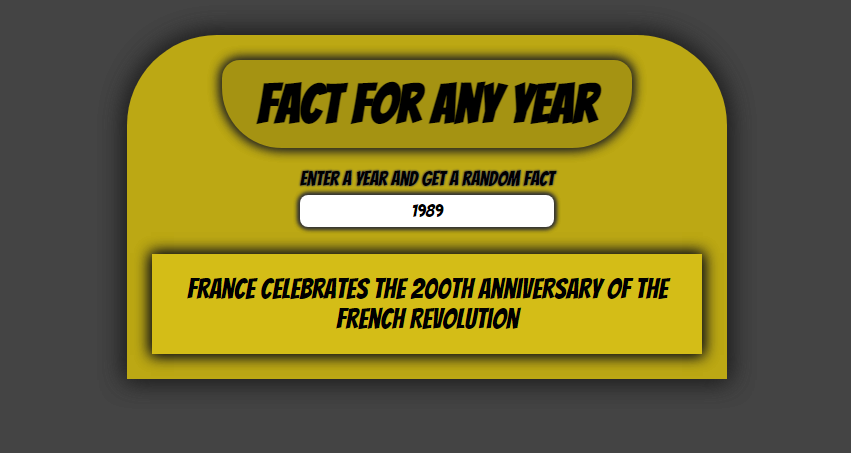 FACT FOR ANY YEAR
ENTER A YEAR AND GET A RANDOM FACT
1989
FRANCE CELEBRATES THE 200TH ANNIVERSARY OF THE
FRENCH REVOLUTION